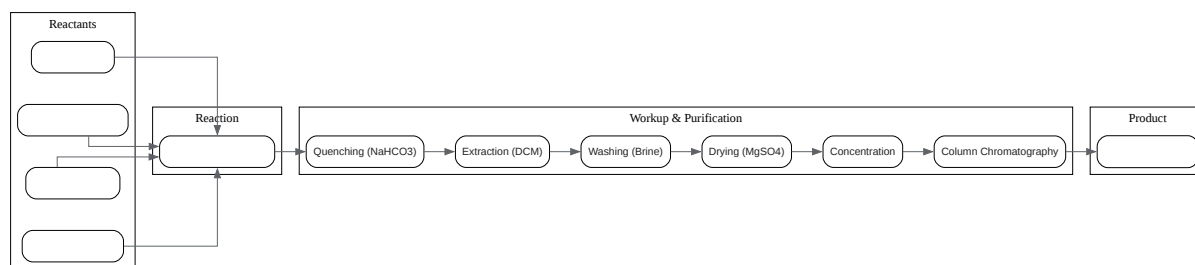 Reactants
Reaction
Workup & Purification
Product
Quenching (NaHCO3)
Extraction (DCM)
Washing (Brine)
Drying (MgSO4)
Concentration
Column Chromatography